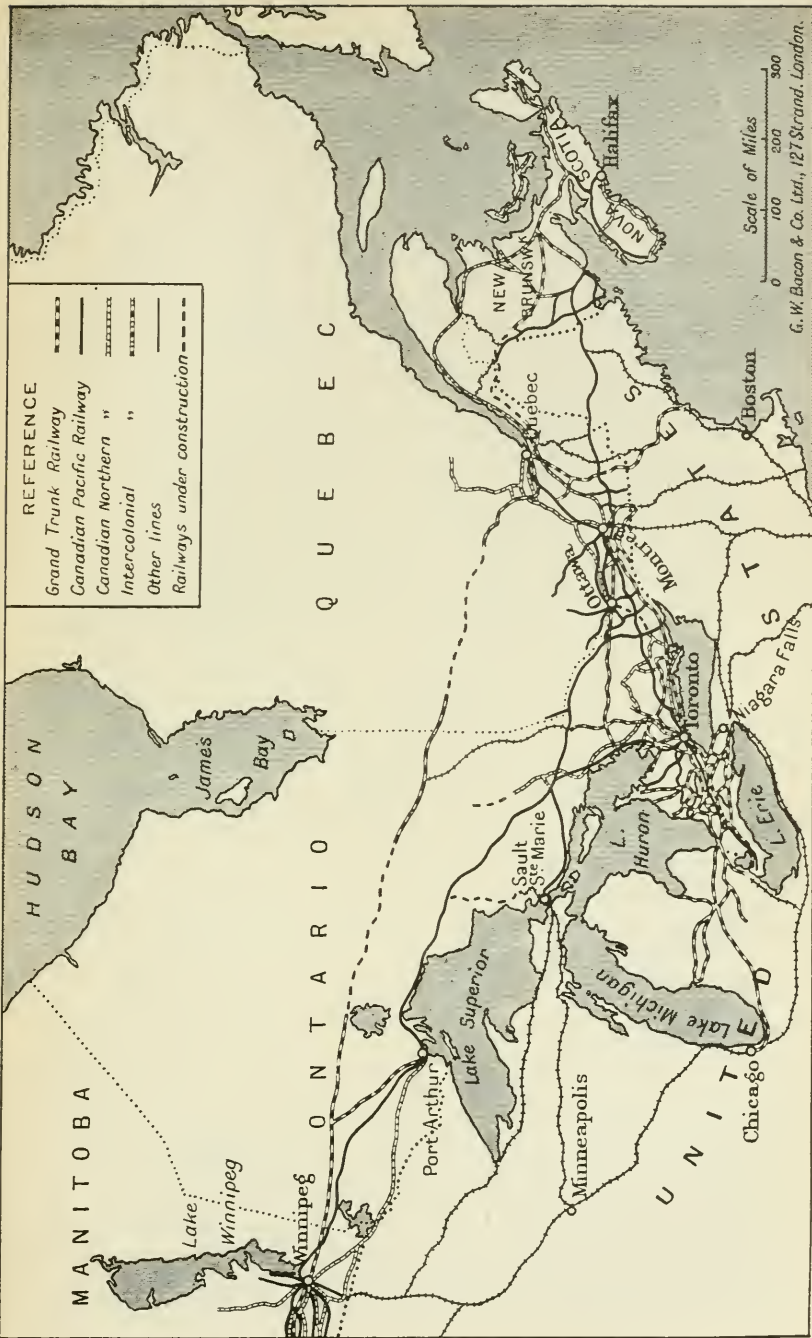 REFERENCE
Grand Trunk Railway
Canadian Pacific Railway
Canadian Northern "
Intercolonial "
Other lines
Railways under construction
HUDSON
BAY
James
Bay
MANITOBA
Lake
Winnipeg
Winnipeg
ONTARIO
QUEBEC
Port Arthur
Lake Superior
Sault
Ste Marie
Minneapolis
Lake Michigan
Chicago
L.
Huron
L. Erie
Toronto
Niagara Falls
Ottawa
Montreal
Quebec
NEW
BRUNSWK
NOVA
SCOTIA
Halifax
Boston
UNITED
STATES
Scale of Miles
0 100 200 300
G. W. Bacon & Co. Ltd., 127 Strand. London.